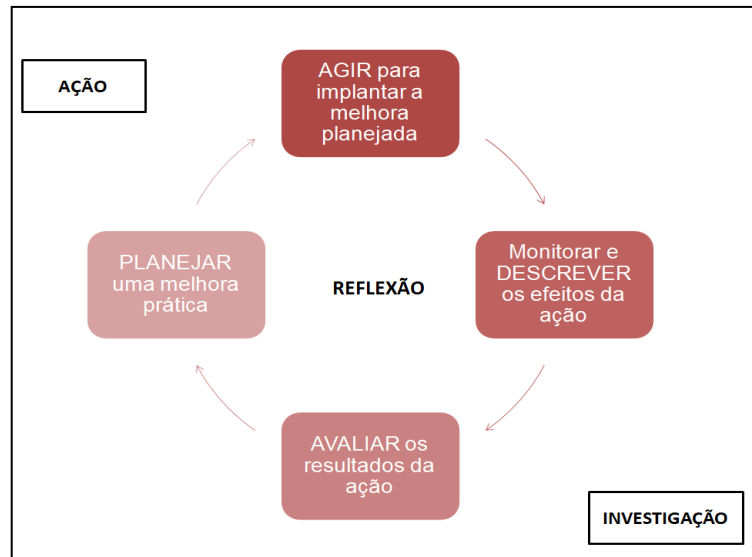 AÇÃO
AGIR para
implantar a
melhora
planejada
PLANEJAR
uma melhora
prática
REFLEXÃO
Monitorar e
DESCREVER
os efeitos da
ação
AVALIAR os
resultados da
ação
INVESTIGAÇÃO